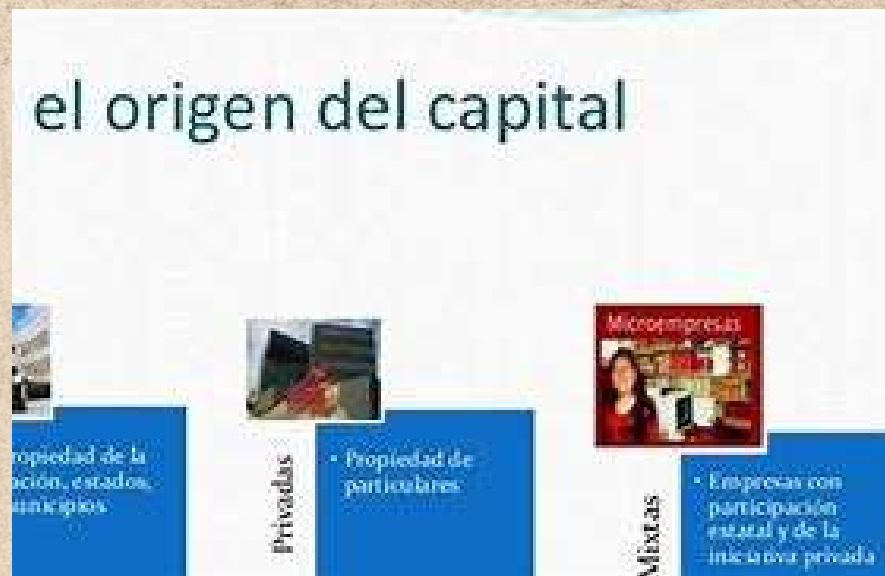 el origen del capital
ropiedad de la
ación, estados,
unicipios
Privadas
• Propiedad de
particulares
Microempresas
Mixtas
• Empresas con
participación
estatal y de la
iniciativa privada